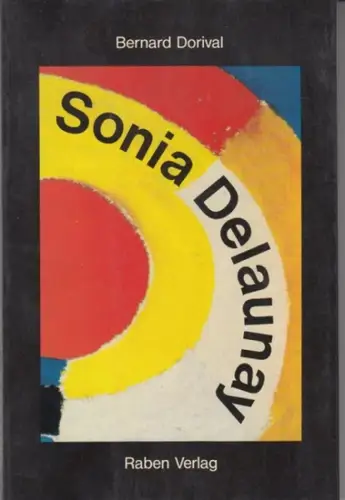 Bernard Dorival
Sonia Delaunay
Raben Verlag